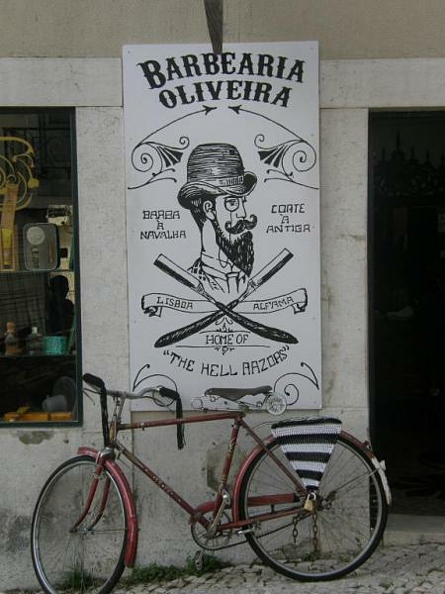 BARBEARIA
OLIVEIRA
BARBA
À
NAVALHA
CORTE
À
ANTIGA
LISBOA
ALFAMA
HOME OF
"THE HELL RAZORS"